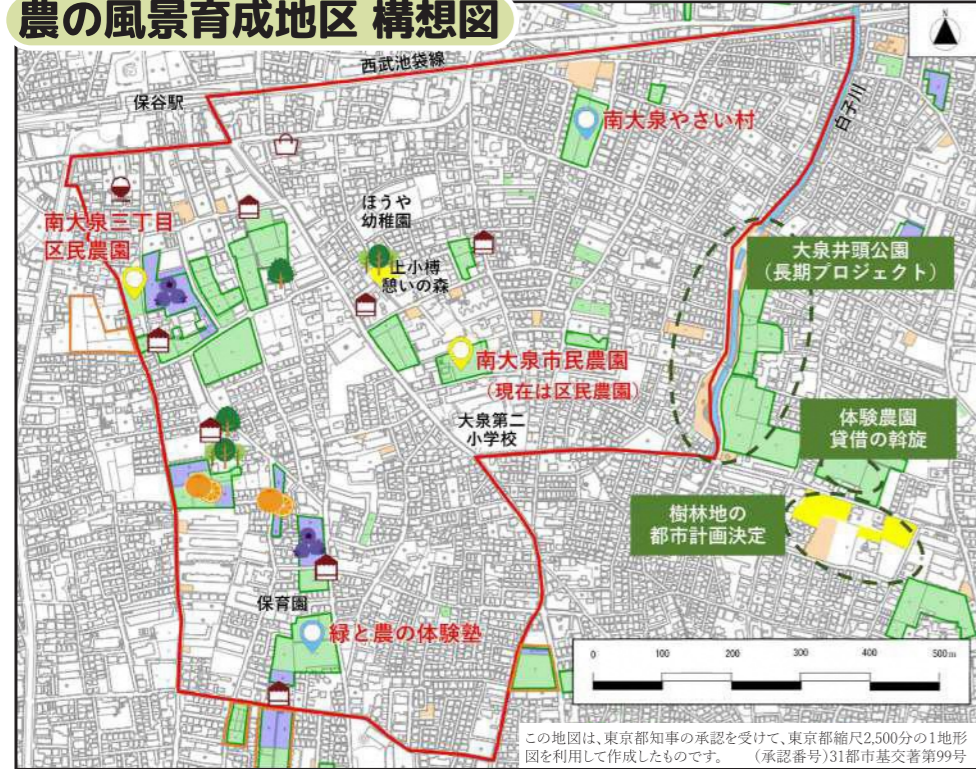 農の風景育成地区 構想図
N
西武池袋線
保谷駅
白子川
南大泉やさい村
ほうや
幼稚園
南大泉三丁目
区民農園
大泉井頭公園
(長期プロジェクト)
上小榑
憩いの森
南大泉市民農園
(現在は区民農園)
大泉第二
小学校
体験農園
貸借の斡旋
樹林地の
都市計画決定
保育園
緑と農の体験塾
0 100 200 300 400 500m
この地図は、東京都知事の承認を受けて、東京都縮尺2,500分の1地形
図を利用して作成したものです。 (承認番号)31都市基交著第99号